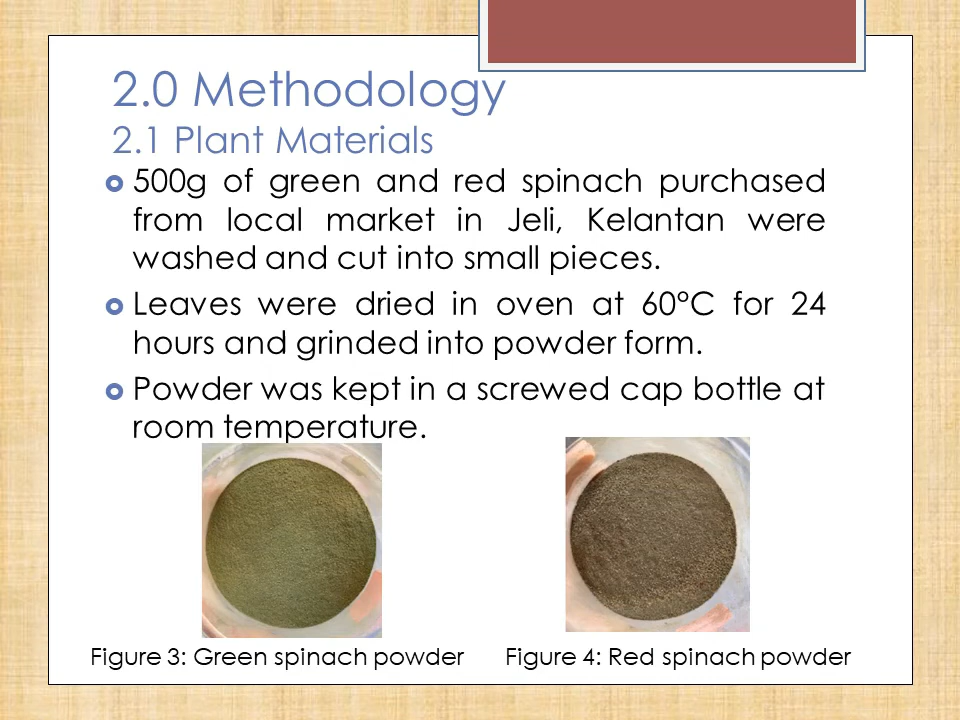 2.0 Methodology
2.1 Plant Materials
500g of green and red spinach purchased
from local market in Jeli, Kelantan were
washed and cut into small pieces.
Leaves were dried in oven at 60°C for 24
hours and grinded into powder form.
Powder was kept in a screwed cap bottle at
room temperature.
Figure 3: Green spinach powder
Figure 4: Red spinach powder